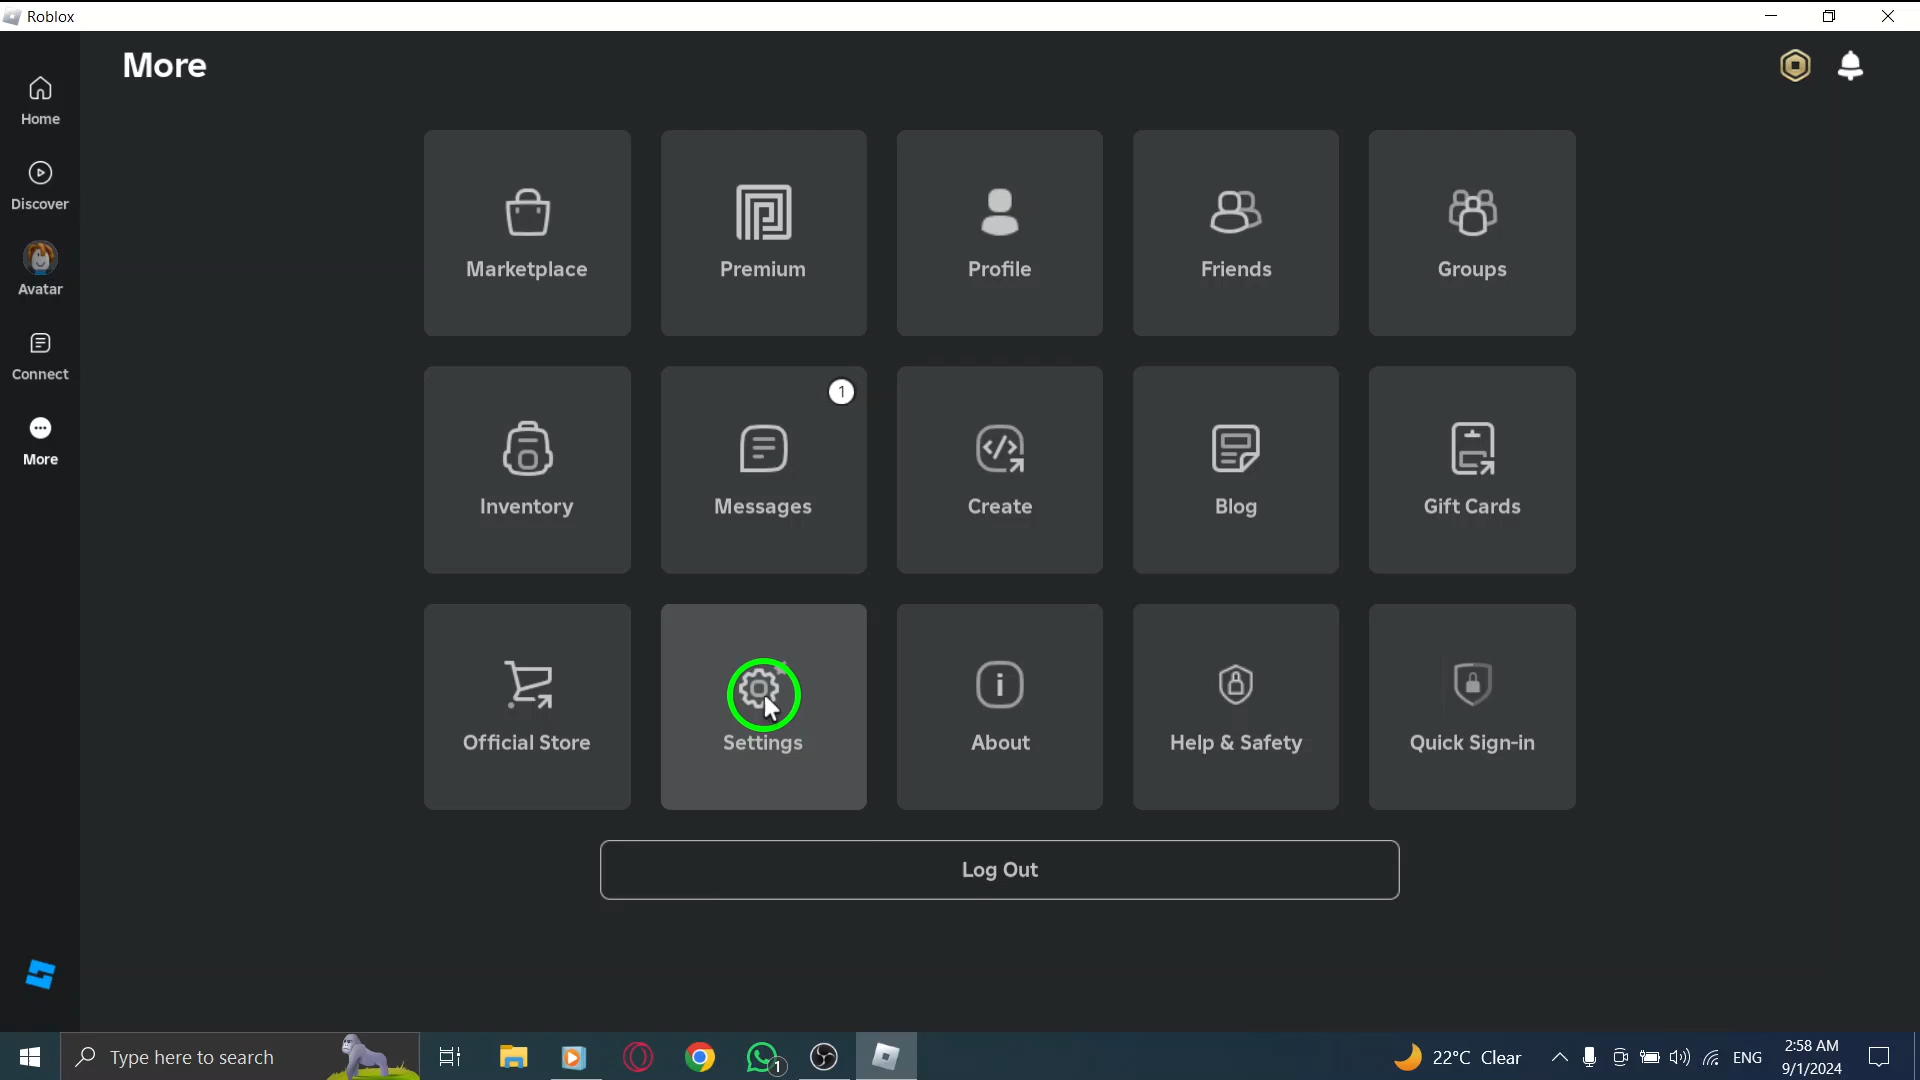 Roblox
More
Home
Discover
Avatar
Connect
More
Marketplace
Premium
Profile
Friends
Groups
Inventory
1
Messages
Create
Blog
Gift Cards
Official Store
Settings
About
Help & Safety
Quick Sign-in
Log Out
Type here to search
1
22°C Clear
ENG
2:58 AM
9/1/2024